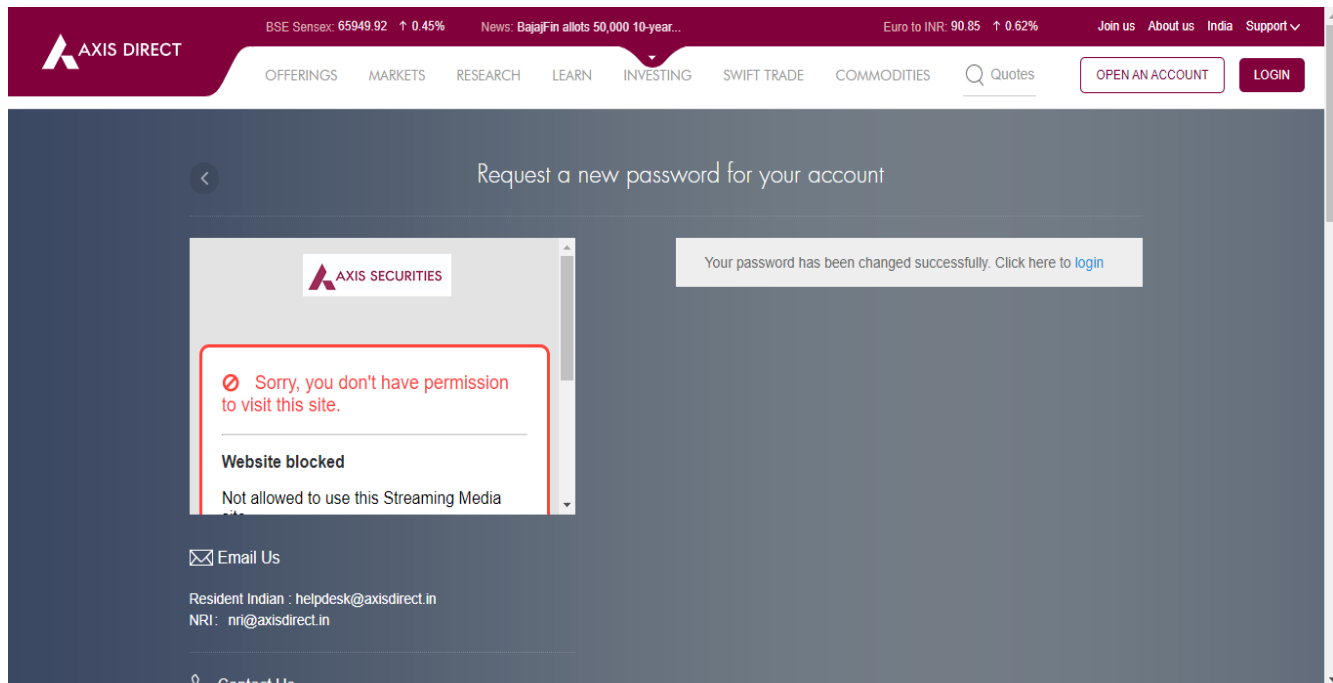 BSE Sensex: 65949.92 ↑ 0.45% News: BajajFin allots 50,000 10-year... Euro to INR: 90.85 ↑ 0.62% Join us About us India Support
AXIS DIRECT
OFFERINGS MARKETS RESEARCH LEARN INVESTING SWIFT TRADE COMMODITIES Quotes OPEN AN ACCOUNT LOGIN
Request a new password for your account
AXIS SECURITIES
Sorry, you don't have permission
to visit this site.
Website blocked
Not allowed to use this Streaming Media
site
Your password has been changed successfully. Click here to login
Email Us
Resident Indian : helpdesk@axisdirect.in
NRI : nri@axisdirect.in
Contact Us